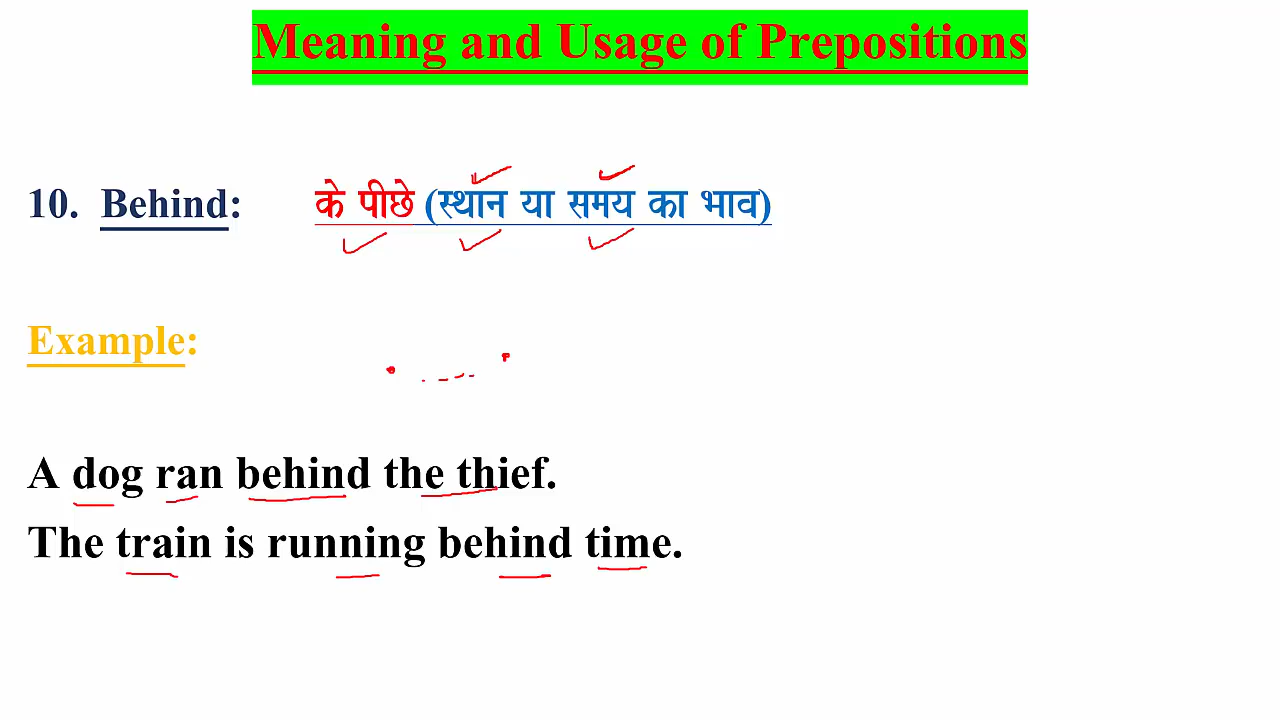 Meaning and Usage of Prepositions
10. Behind: के पीछे (स्थान या समय का भाव)
Example:
A dog ran behind the thief.
The train is running behind time.